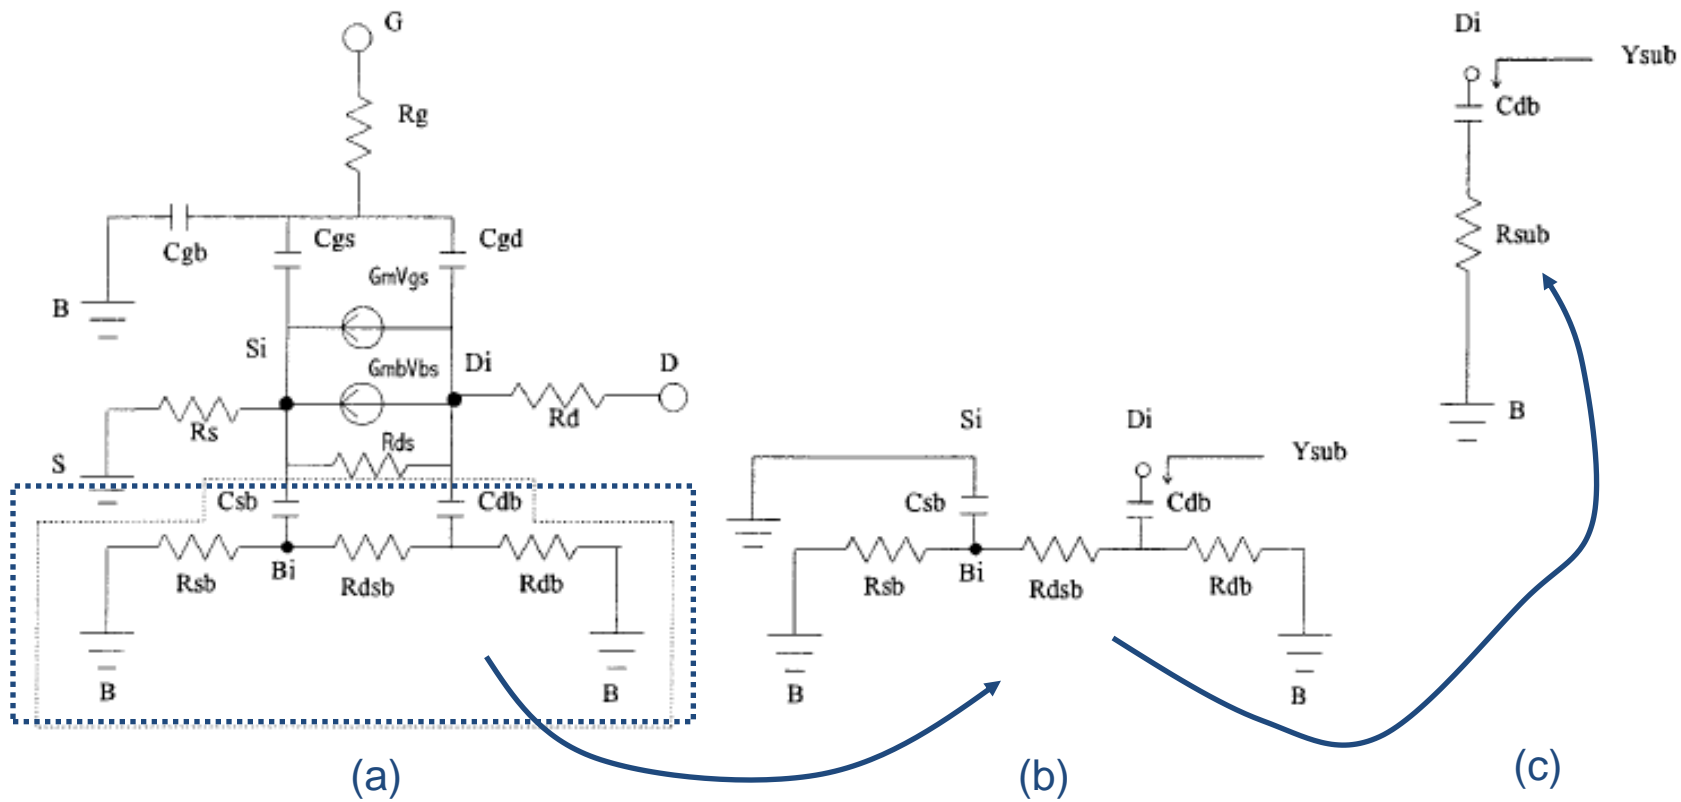 G
Rg
Cgb
Cgs
Cgd
GmVgs
B
Si
GmbVbs
Di
D
Rs
Rd
Rds
S
Csb
Cdb
Rsb
Bi
Rdsb
Rdb
B
B
(a)
Si
Di
Ysub
Csb
Cdb
Rsb
Bi
Rdsb
Rdb
B
B
(b)
Di
Ysub
Cdb
Rsub
B
(c)